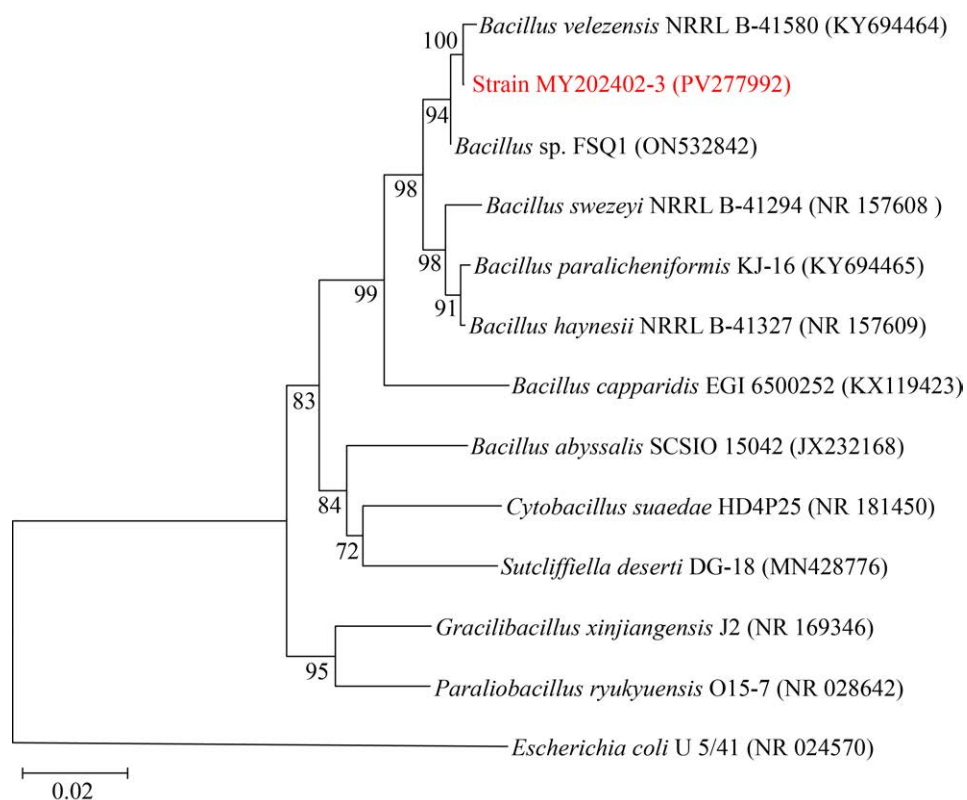 Bacillus velezensis NRRL B-41580 (KY694464)
100
Strain MY202402-3 (PV277992)
94
Bacillus sp. FSQ1 (ON532842)
98
Bacillus swezeyi NRRL B-41294 (NR 157608 )
98
Bacillus paralicheniformis KJ-16 (KY694465)
99
91
Bacillus haynesii NRRL B-41327 (NR 157609)
Bacillus capparidis EGI 6500252 (KX119423)
83
Bacillus abyssalis SCSIO 15042 (JX232168)
84
Cytobacillus suaedae HD4P25 (NR 181450)
72
Sutcliffiella deserti DG-18 (MN428776)
Gracilibacillus xinjiangensis J2 (NR 169346)
95
Paraliobacillus ryukyuensis O15-7 (NR 028642)
Escherichia coli U 5/41 (NR 024570)
0.02